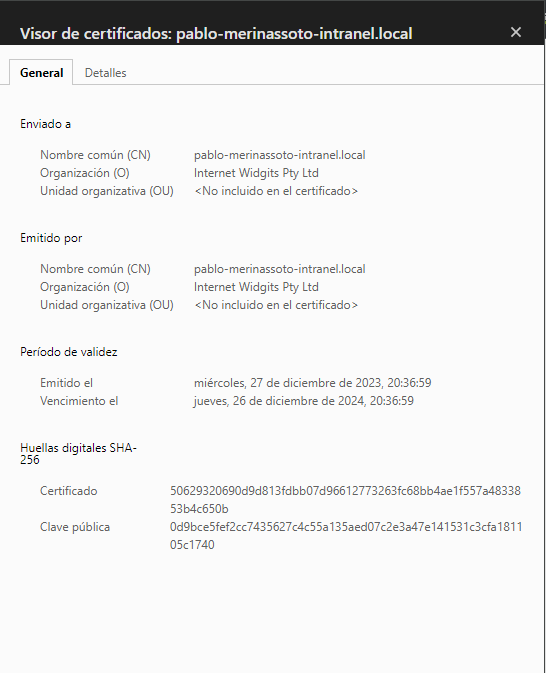 Visor de certificados: pablo-merinassoto-intranel.local
General Detalles
Enviado a
Nombre común (CN) pablo-merinassoto-intranel.local
Organización (O) Internet Widgits Pty Ltd
Unidad organizativa (OU) <No incluido en el certificado>
Emitido por
Nombre común (CN) pablo-merinassoto-intranel.local
Organización (O) Internet Widgits Pty Ltd
Unidad organizativa (OU) <No incluido en el certificado>
Período de validez
Emitido el miércoles, 27 de diciembre de 2023, 20:36:59
Vencimiento el jueves, 26 de diciembre de 2024, 20:36:59
Huellas digitales SHA-
256
Certificado 50629320690d9d813fdbb07d96612773263fc68bb4ae1f557a48338
53b4c650b
Clave pública 0d9bce5fef2cc7435627c4c55a135aed07c2e3a47e141531c3cfa1811
05c1740